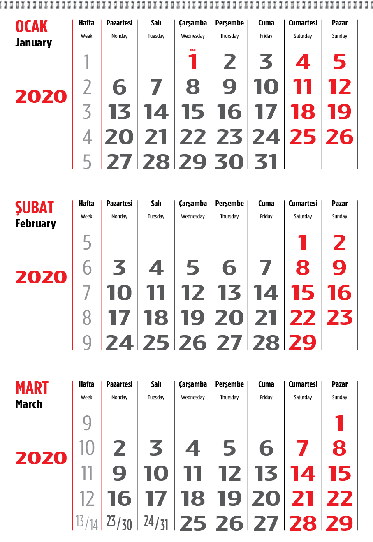 OCAK Hafta Pazartesi Salı Çarşamba Perşembe Cuma Cumartesi Pazar
January Week Monday Tuesday Wednesday Thursday Friday Saturday Sunday
1 1 2 3 4 5
2020 2 6 7 8 9 10 11 12
3 13 14 15 16 17 18 19
4 20 21 22 23 24 25 26
5 27 28 29 30 31
ŞUBAT Hafta Pazartesi Salı Çarşamba Perşembe Cuma Cumartesi Pazar
February Week Monday Tuesday Wednesday Thursday Friday Saturday Sunday
5 1 2
2020 6 3 4 5 6 7 8 9
7 10 11 12 13 14 15 16
8 17 18 19 20 21 22 23
9 24 25 26 27 28 29
MART Hafta Pazartesi Salı Çarşamba Perşembe Cuma Cumartesi Pazar
March Week Monday Tuesday Wednesday Thursday Friday Saturday Sunday
9 1
2020 10 2 3 4 5 6 7 8
11 9 10 11 12 13 14 15
12 16 17 18 19 20 21 22
13/14 23/30 24/31 25 26 27 28 29